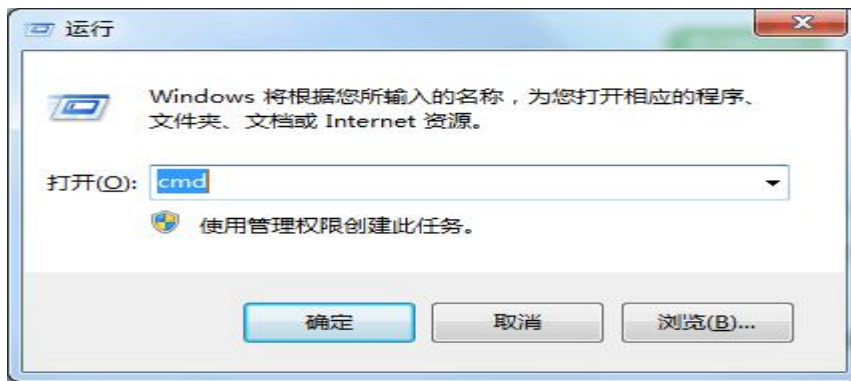 运行
Windows 将根据您所输入的名称，为您打开相应的程序、
文件夹、文档或 Internet 资源。
打开(O): cmd
使用管理权限创建此任务。
确定 取消 浏览(B)...